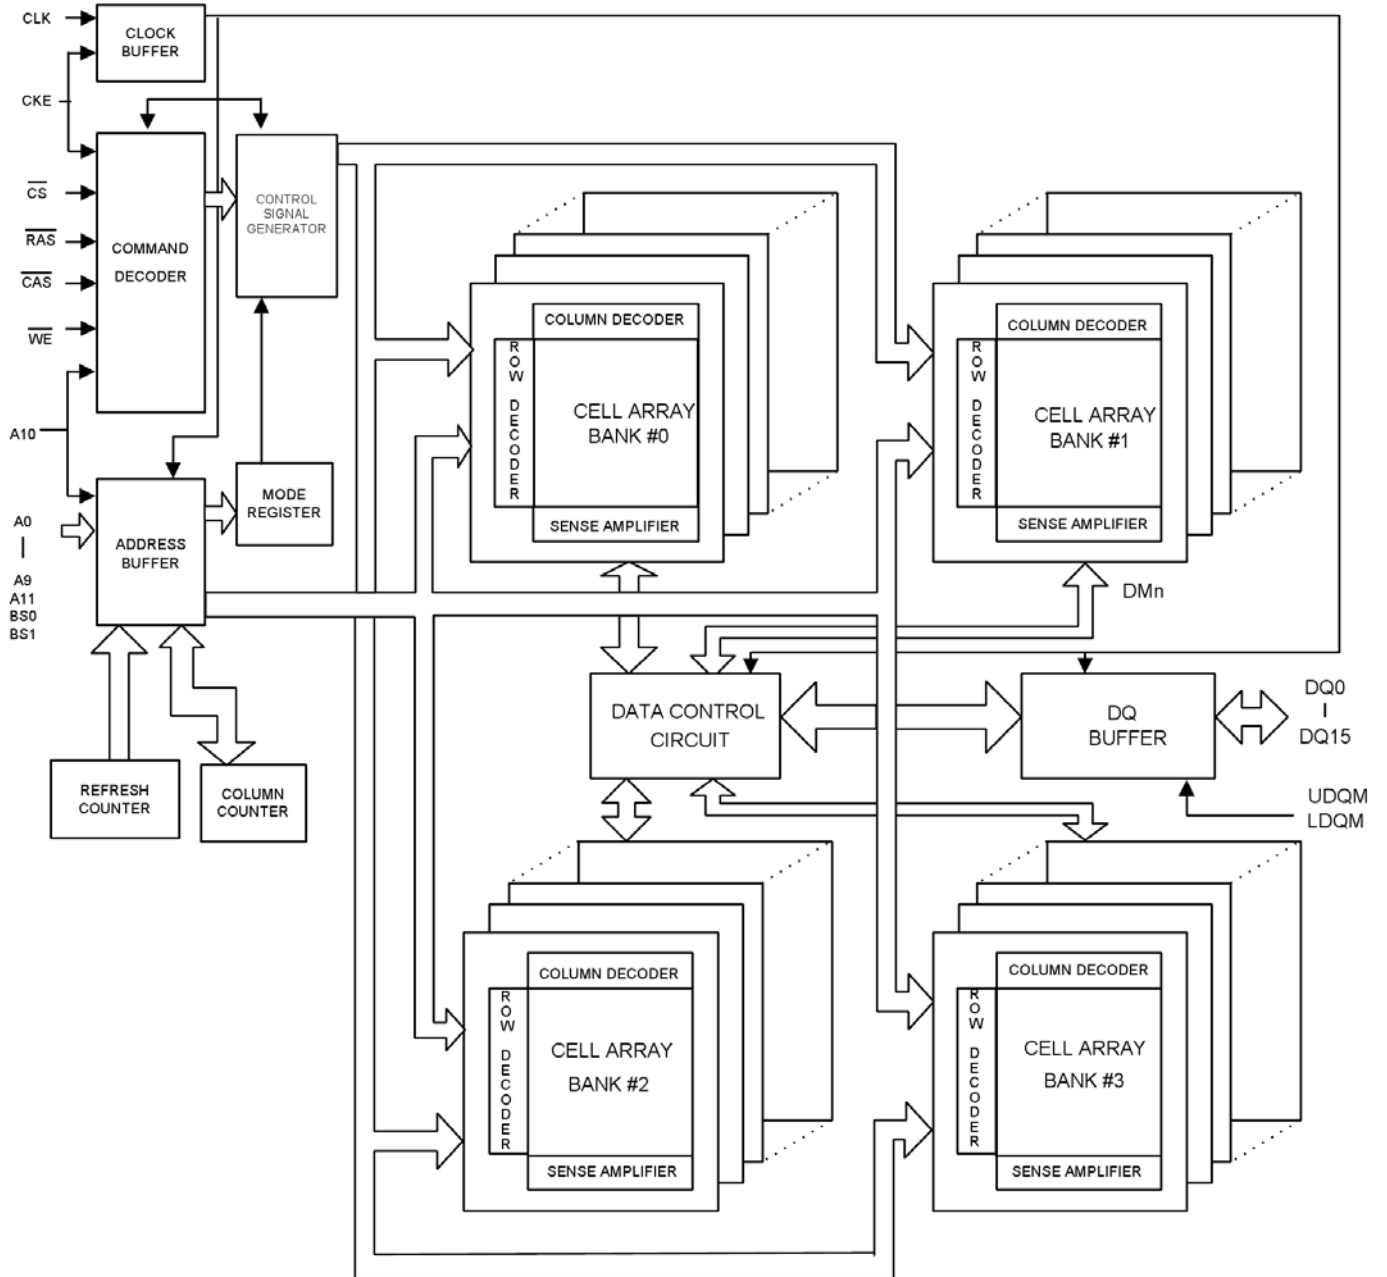 CLK
CLOCK
BUFFER
CKE
CS
RAS
CAS
WE
COMMAND
DECODER
CONTROL
SIGNAL
GENERATOR
A10
A0
A9
A11
BS0
BS1
ADDRESS
BUFFER
MODE
REGISTER
REFRESH
COUNTER
COLUMN
COUNTER
COLUMN DECODER
ROW DECODER
CELL ARRAY
BANK #0
SENSE AMPLIFIER
COLUMN DECODER
ROW DECODER
CELL ARRAY
BANK #1
SENSE AMPLIFIER
DMn
DATA CONTROL
CIRCUIT
DQ
BUFFER
DQ0
DQ15
UDQM
LDQM
COLUMN DECODER
ROW DECODER
CELL ARRAY
BANK #2
SENSE AMPLIFIER
COLUMN DECODER
ROW DECODER
CELL ARRAY
BANK #3
SENSE AMPLIFIER